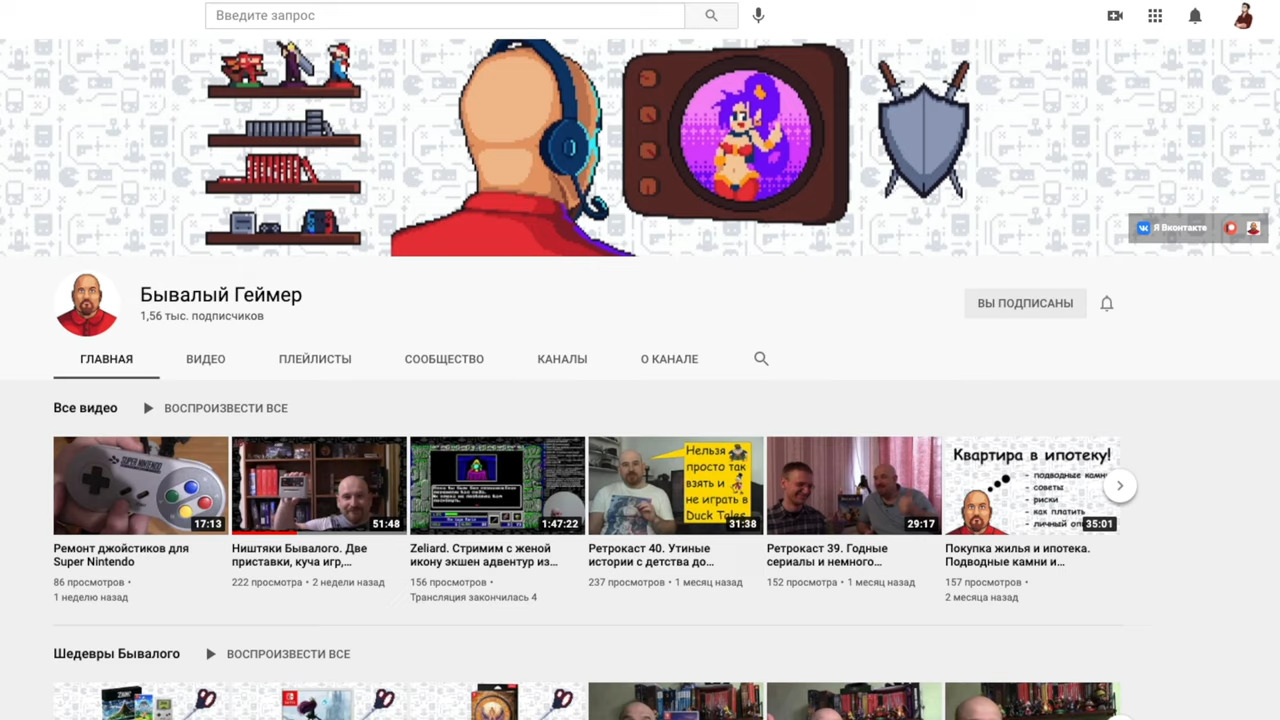 Введите запрос
Я Вконтакте
Бывалый Геймер
1,56 тыс. подписчиков
ВЫ ПОДПИСАНЫ
ГЛАВНАЯ ВИДЕО ПЛЕЙЛИСТЫ СООБЩЕСТВО КАНАЛЫ О КАНАЛЕ
Все видео ВОСПРОИЗВЕСТИ ВСЕ
SUPER NINTENDO
17:13
51:48
1:47:22
Нельзя
просто так
взять и
не играть в
Duck Tales
31:38
29:17
Квартира в ипотеку!
- подводные камни
- советы
- риски
- как платить
- личный
35:01
Ремонт джойстиков для
Super Nintendo
86 просмотров •
1 неделю назад
Ништяки Бывалого. Две
приставки, куча игр,...
222 просмотра • 2 недели назад
Zeliard. Стримим с женой
икону экшен адвентур из...
156 просмотров •
Трансляция закончилась 4
Ретрокаст 40. Утиные
истории с детства до...
237 просмотров • 1 месяц назад
Ретрокаст 39. Годные
сериалы и немного...
152 просмотра • 1 месяц назад
Покупка жилья и ипотека.
Подводные камни и...
157 просмотров •
2 месяца назад
Шедевры Бывалого ВОСПРОИЗВЕСТИ ВСЕ